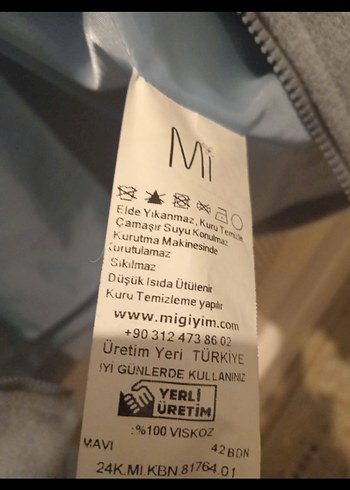 Mi
Elde Yıkanmaz, Kuru Temizle
Çamaşır Suyu Konulmaz
Kurutma Makinesinde
Kurutulamaz
Sıkılmaz
Düşük Isıda Ütülenir
Kuru Temizleme yapılır
www.migiyim.com
+90 312 473 86 02
Üretim Yeri TÜRKİYE
İYİ GÜNLERDE KULLANINIZ
YERLİ
ÜRETİM
:%100 VISKOZ
MAVI 42 BDN
24K.MI.KBN.81764.01